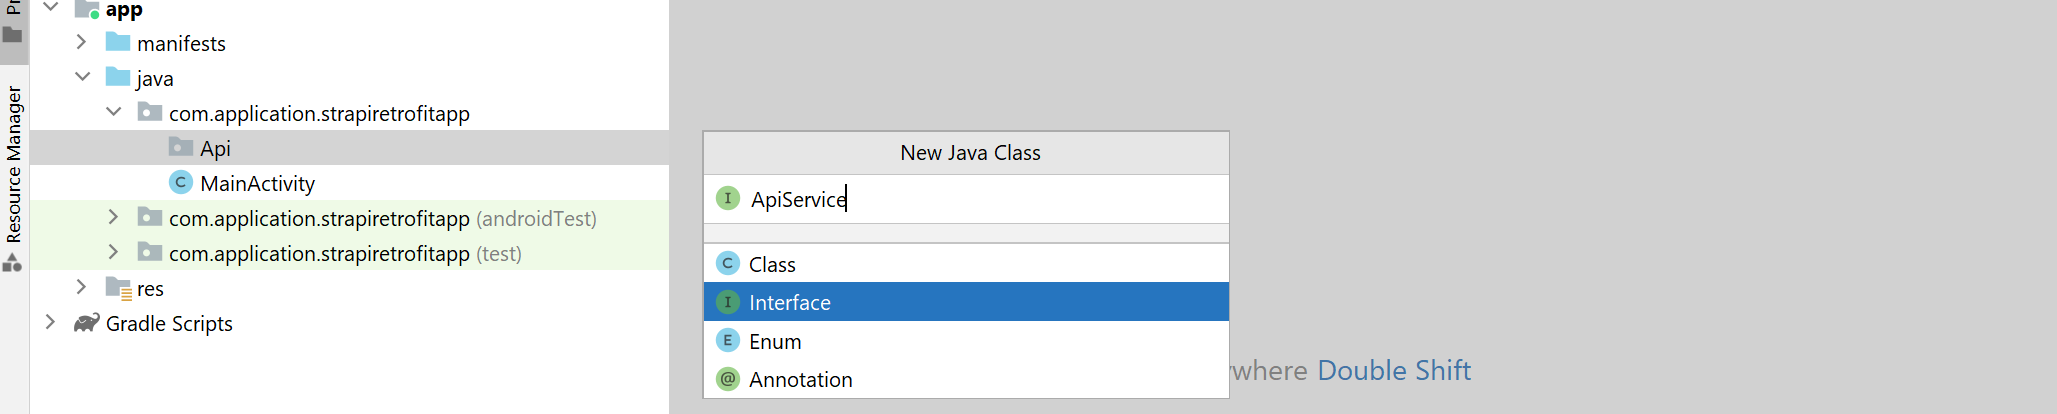 app
manifests
java
com.application.strapiretrofitapp
Api
C MainActivity
com.application.strapiretrofitapp (androidTest)
com.application.strapiretrofitapp (test)
res
Gradle Scripts
Resource Manager
New Java Class
I ApiService
C Class
I Interface
E Enum
@ Annotation
where Double Shift